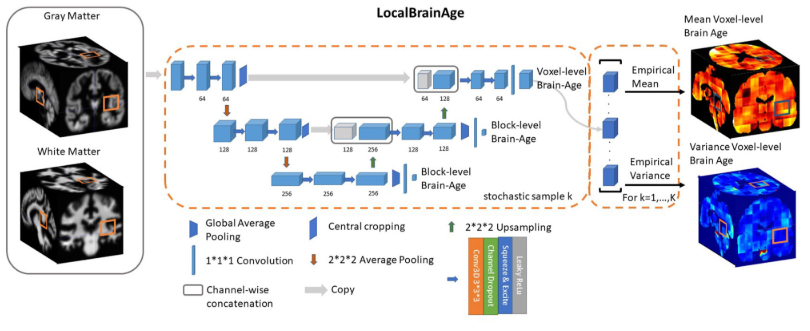 LocalBrainAge
Gray Matter
White Matter
64
64
64
64
128
64
64
Voxel-level
Brain-Age
128
128
128
128
256
128
128
Block-level
Brain-Age
256
256
256
Block-level
Brain-Age
stochastic sample k
Empirical
Mean
Empirical
Variance
For k=1,...,K
Mean Voxel-level
Brain Age
Variance Voxel-level
Brain Age
Global Average
Pooling
Central cropping
2*2*2 Upsampling
1*1*1 Convolution
2*2*2 Average Pooling
Channel-wise
concatenation
Copy
Conv3D 3*3*3
Channel Dropout
Squeeze & Excite
Leaky ReLu